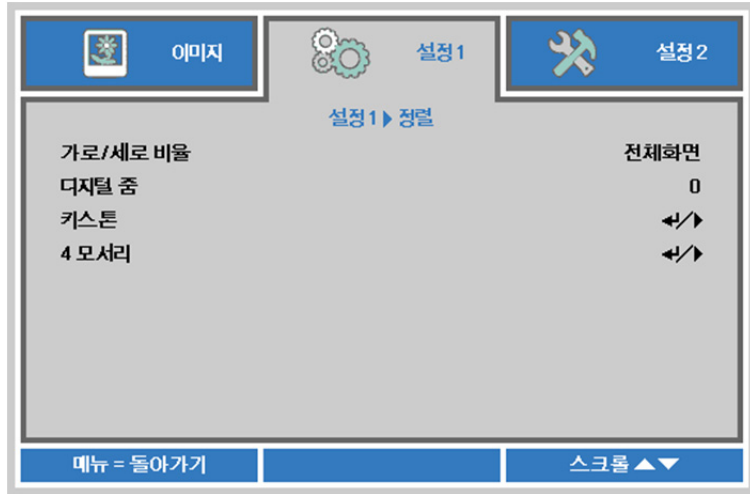 이미지
설정 1
설정 2
설정 1 ▶ 정렬
가로/세로 비율 전체화면
디지털 줌 0
키스톤 ↵/▶
4 모서리 ↵/▶
메뉴 = 돌아가기
스크롤 ▲▼